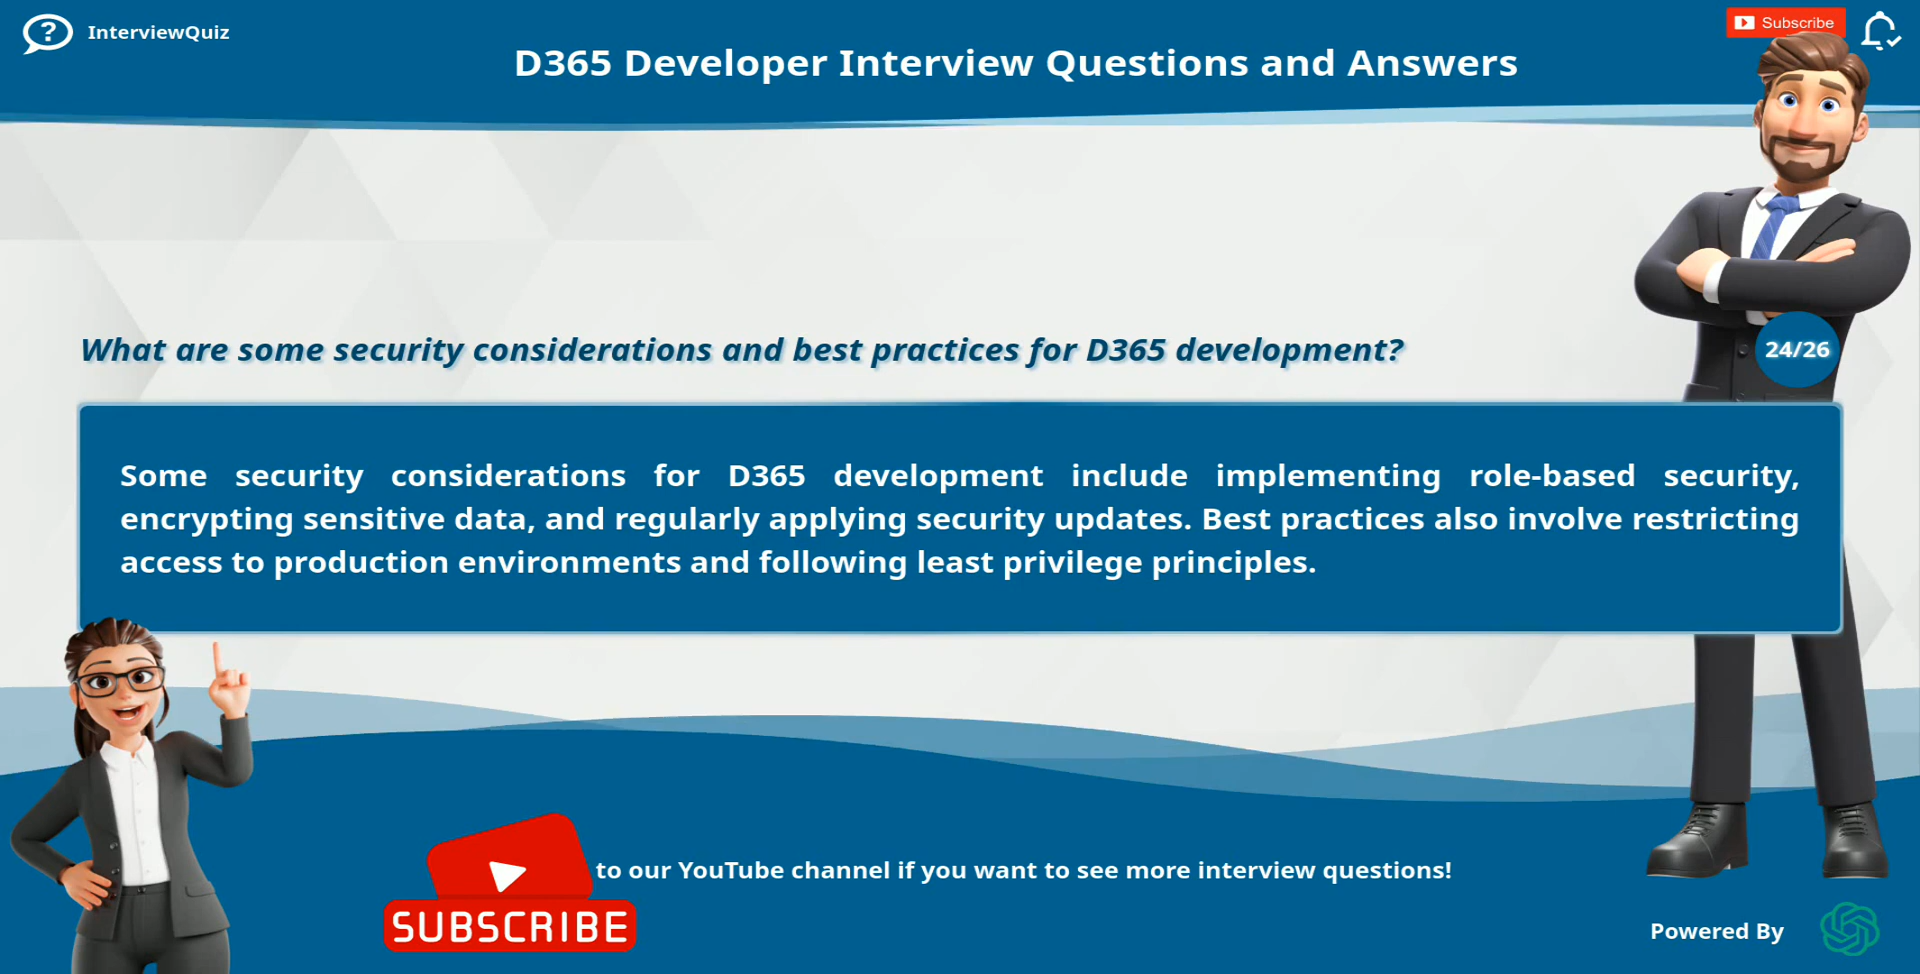 InterviewQuiz
Subscribe
D365 Developer Interview Questions and Answers
What are some security considerations and best practices for D365 development?
24/26
Some security considerations for D365 development include implementing role-based security,
encrypting sensitive data, and regularly applying security updates. Best practices also involve restricting
access to production environments and following least privilege principles.
to our YouTube channel if you want to see more interview questions!
SUBSCRIBE
Powered By